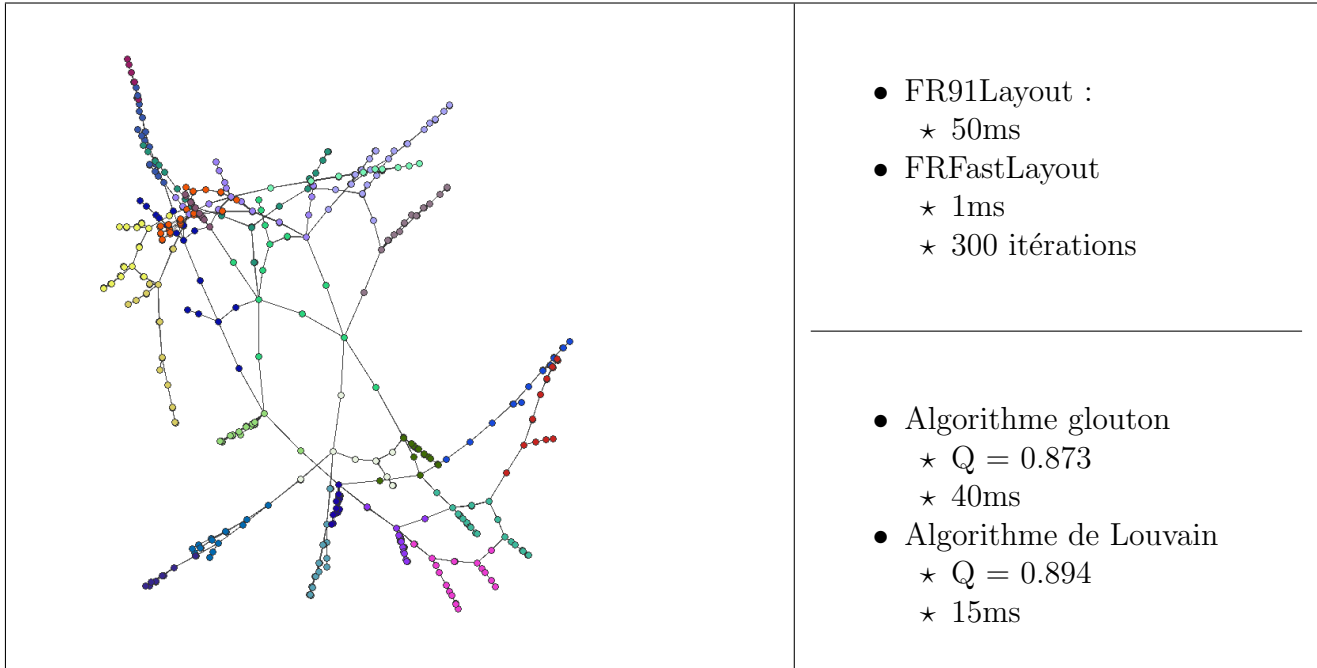 • FR91Layout :
⋆ 50ms
• FRFastLayout
⋆ 1ms
⋆ 300 itérations
• Algorithme glouton
⋆ Q = 0.873
⋆ 40ms
• Algorithme de Louvain
⋆ Q = 0.894
⋆ 15ms